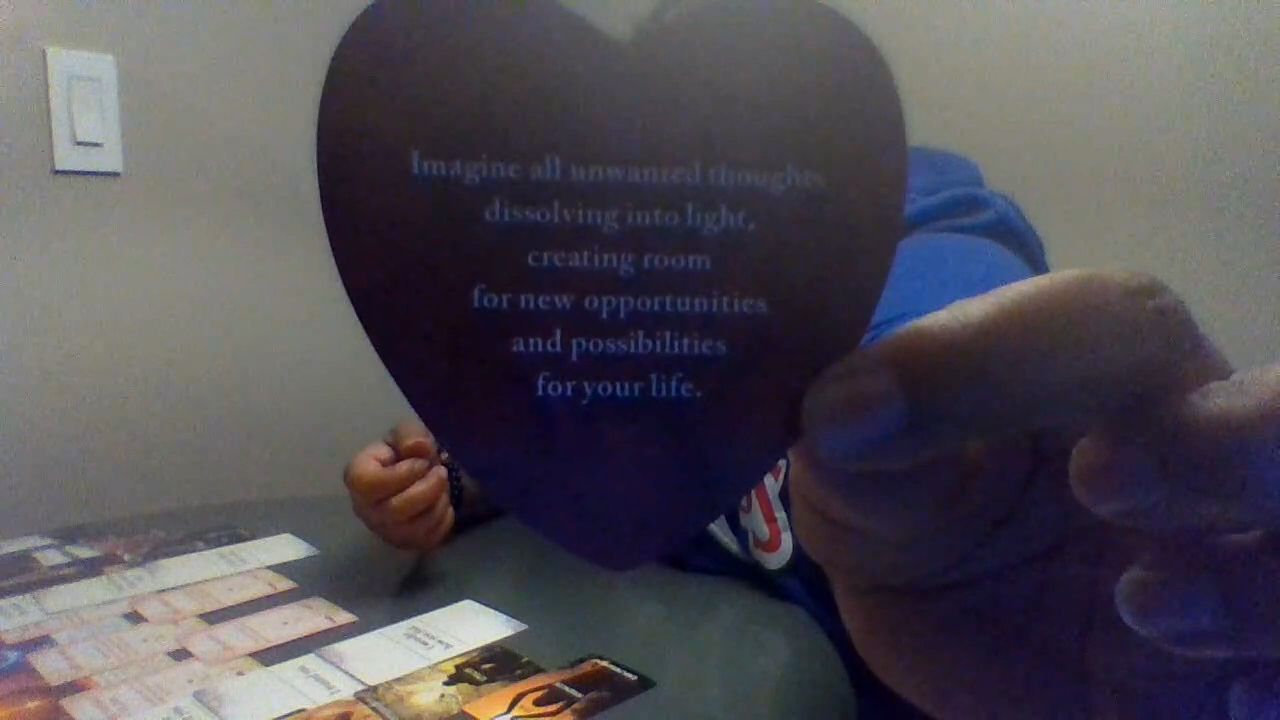 Imagine all unwanted thoughts
dissolving into light,
creating room
for new opportunities
and possibilities
for your life.